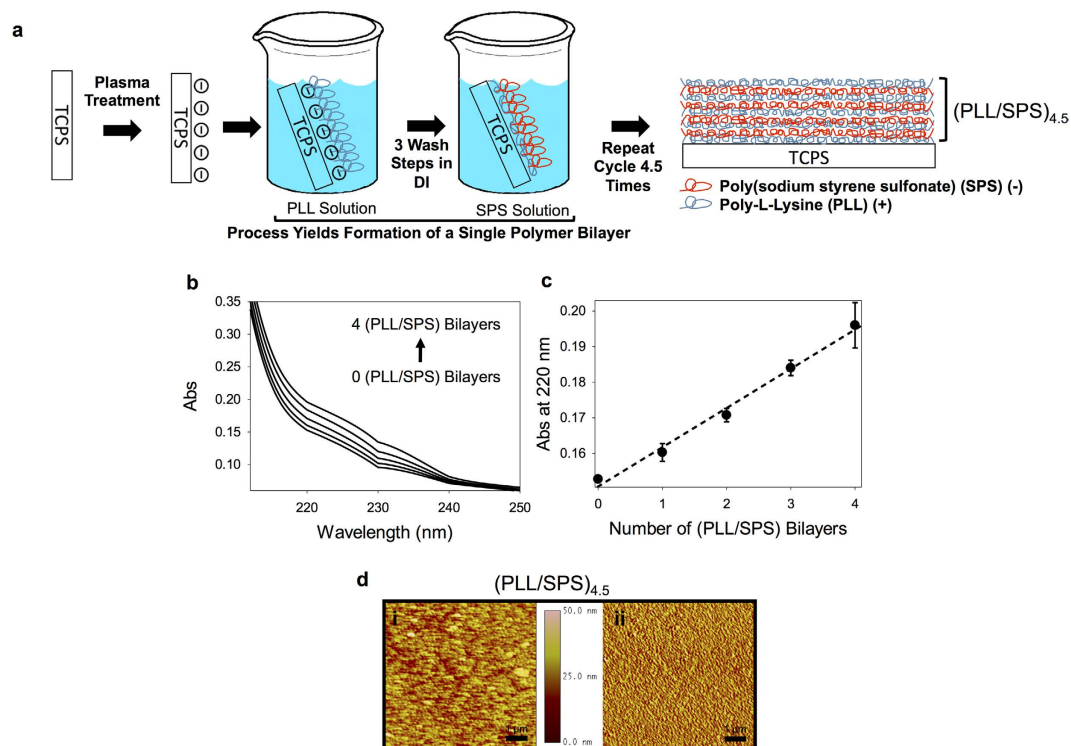 a
TCPS
Plasma
Treatment
TCPS
TCPS
PLL Solution
3 Wash
Steps in
DI
TCPS
SPS Solution
Process Yields Formation of a Single Polymer Bilayer
Repeat
Cycle 4.5
Times
TCPS
(PLL/SPS)4.5
Poly(sodium styrene sulfonate) (SPS) (-)
Poly-L-Lysine (PLL) (+)
b
0.35
0.30
0.25
0.20
0.15
0.10
Abs
4 (PLL/SPS) Bilayers
0 (PLL/SPS) Bilayers
220 230 240 250
Wavelength (nm)
c
0.20
0.19
0.18
0.17
0.16
Abs at 220 nm
0 1 2 3 4
Number of (PLL/SPS) Bilayers
d
(PLL/SPS)4.5
i
50.0 nm
25.0 nm
0.0 nm
ii
1 µm
1 µm